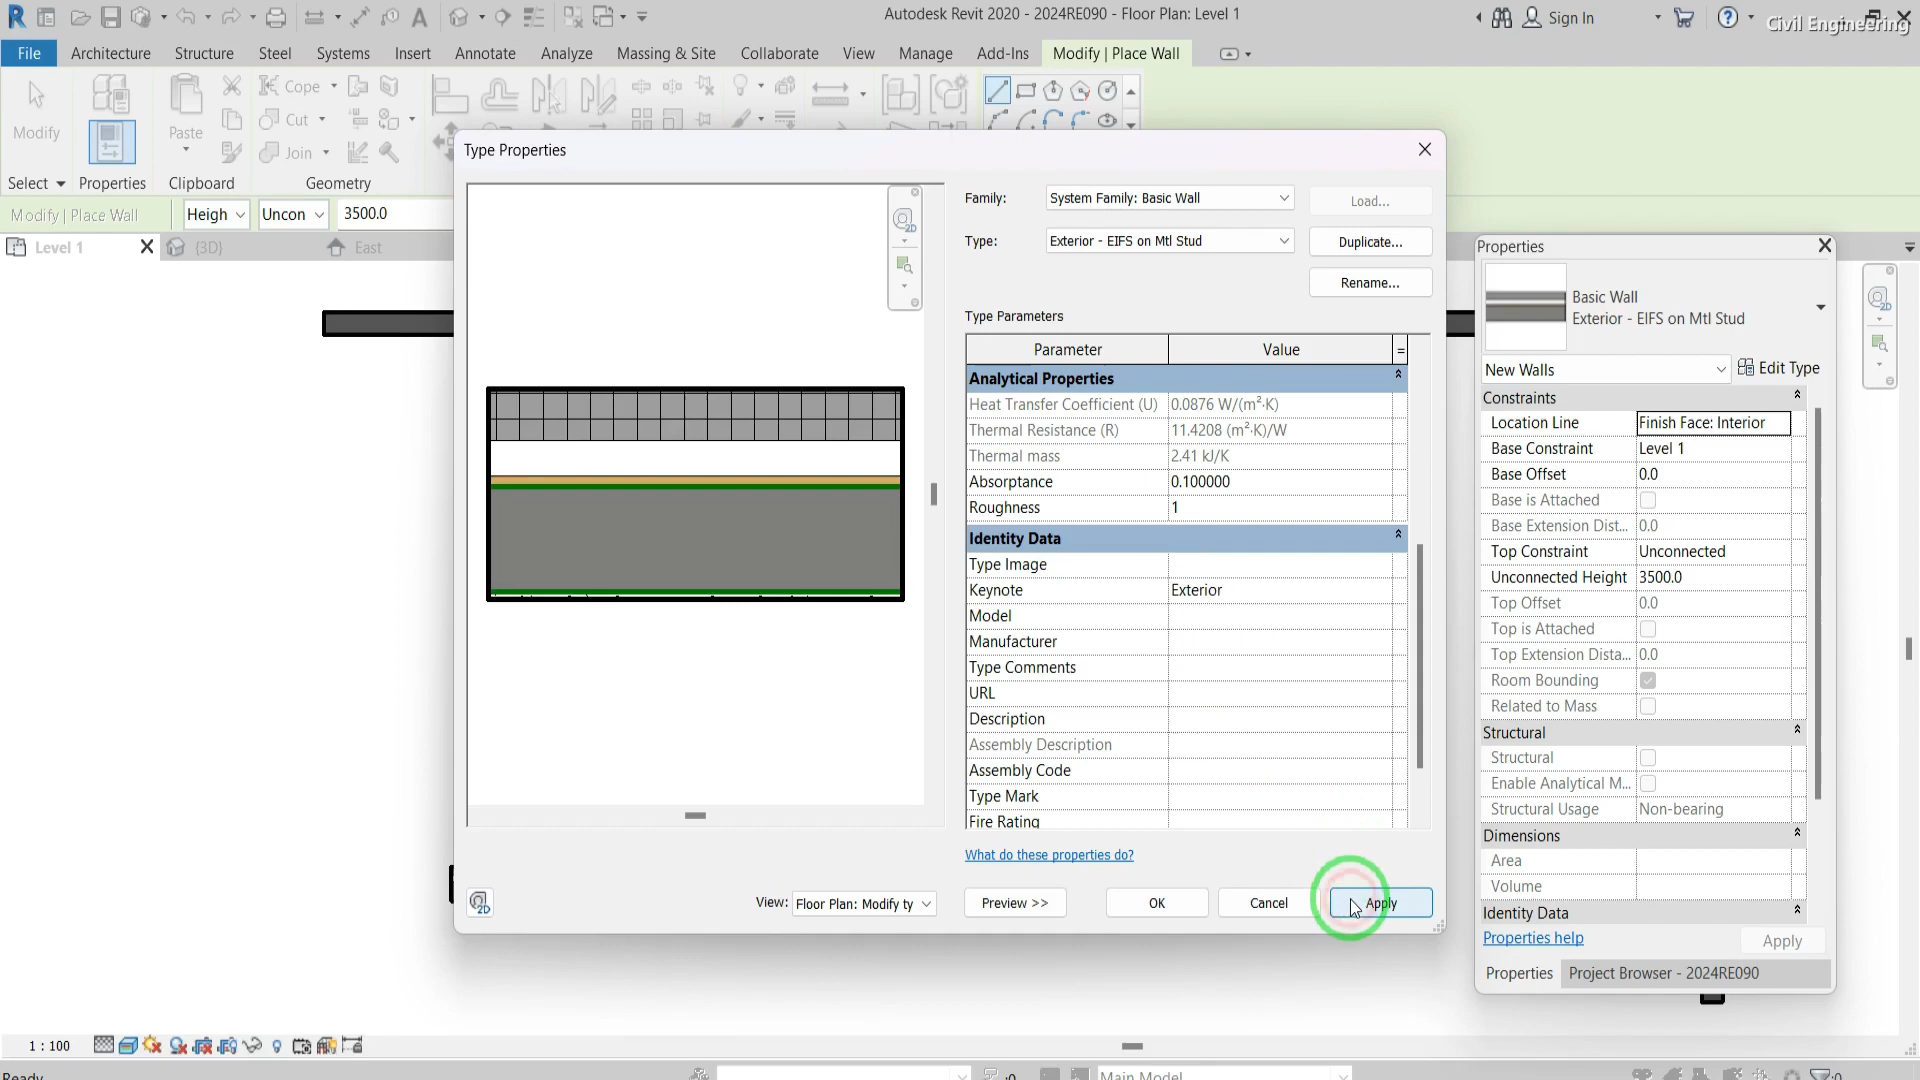 Autodesk Revit 2020 - 2024RE090 - Floor Plan: Level 1
Sign In
Civil Engineering
File Architecture Structure Steel Systems Insert Annotate Analyze Massing & Site Collaborate View Manage Add-Ins Modify | Place Wall
Modify
Paste
Cope
Cut
Join
Select Properties Clipboard Geometry
Modify | Place Wall Heigh Uncon 3500.0
Level 1 {3D} East
Type Properties
Family: System Family: Basic Wall Load...
Type: Exterior - EIFS on Mtl Stud Duplicate...
Rename...
Type Parameters
Parameter Value =
Analytical Properties
Heat Transfer Coefficient (U) 0.0876 W/(m²·K)
Thermal Resistance (R) 11.4208 (m²·K)/W
Thermal mass 2.41 kJ/K
Absorptance 0.100000
Roughness 1
Identity Data
Type Image
Keynote Exterior
Model
Manufacturer
Type Comments
URL
Description
Assembly Description
Assembly Code
Type Mark
Fire Rating
What do these properties do?
View: Floor Plan: Modify ty Preview >> OK Cancel Apply
Properties
Basic Wall
Exterior - EIFS on Mtl Stud
New Walls Edit Type
Constraints
Location Line Finish Face: Interior
Base Constraint Level 1
Base Offset 0.0
Base is Attached
Base Extension Dist... 0.0
Top Constraint Unconnected
Unconnected Height 3500.0
Top Offset 0.0
Top is Attached
Top Extension Dista... 0.0
Room Bounding
Related to Mass
Structural
Structural
Enable Analytical M...
Structural Usage Non-bearing
Dimensions
Area
Volume
Identity Data
Properties help Apply
Properties Project Browser - 2024RE090
1 : 100
Ready :0 Main Model :0